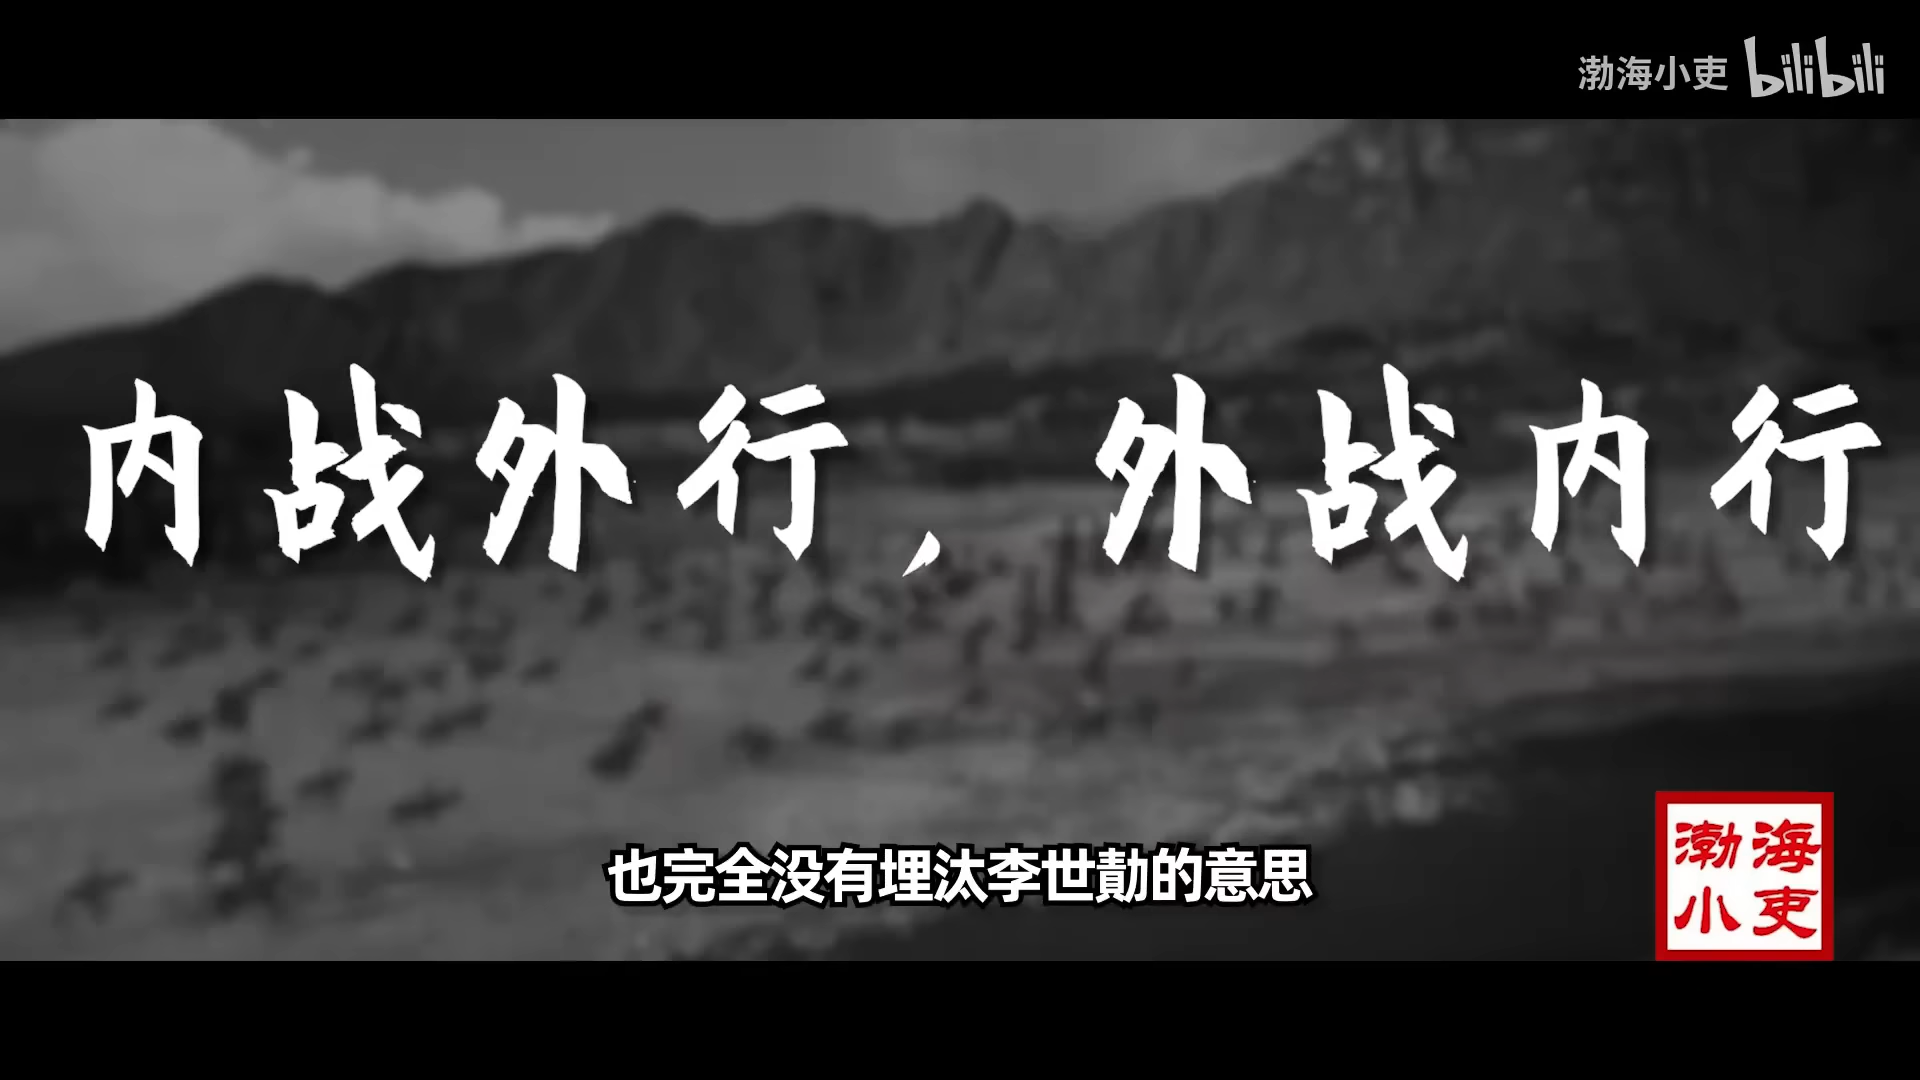 渤海小吏 bilibili
内战外行，外战内行
也完全没有埋汰李世勣的意思
渤海
小吏